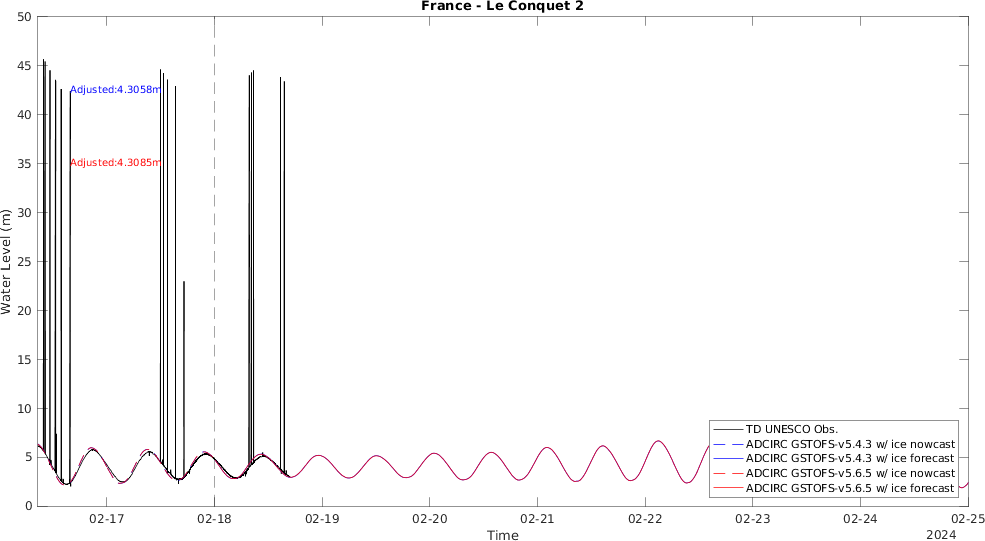 France - Le Conquet 2
50
45
40
35
30
25
20
15
10
5
0
Water Level (m)
Adjusted:4.3058m
Adjusted:4.3085m
TD UNESCO Obs.
ADCIRC GSTOFS-v5.4.3 w/ ice nowcast
ADCIRC GSTOFS-v5.4.3 w/ ice forecast
ADCIRC GSTOFS-v5.6.5 w/ ice nowcast
ADCIRC GSTOFS-v5.6.5 w/ ice forecast
02-17 02-18 02-19 02-20 02-21 02-22 02-23 02-24 02-25
Time
2024